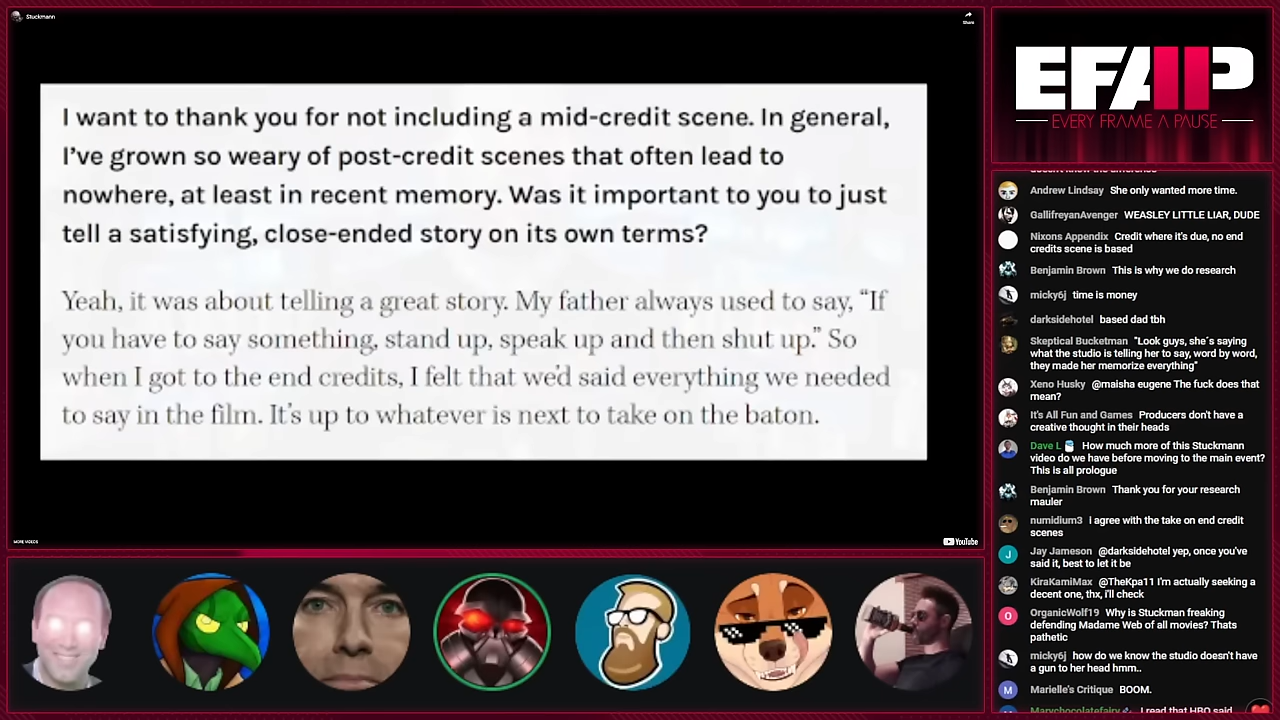 Stuckmann
Share
I want to thank you for not including a mid-credit scene. In general,
I've grown so weary of post-credit scenes that often lead to
nowhere, at least in recent memory. Was it important to you to just
tell a satisfying, close-ended story on its own terms?
Yeah, it was about telling a great story. My father always used to say, “If
you have to say something, stand up, speak up and then shut up.” So
when I got to the end credits, I felt that we'd said everything we needed
to say in the film. It's up to whatever is next to take on the baton.
MORE VIDEOS
YouTube
EFAP
EVERY FRAME A PAUSE
Andrew Lindsay She only wanted more time.
GallifreyanAvenger WEASLEY LITTLE LIAR, DUDE
Nixons Appendix Credit where it's due, no end
credits scene is based
Benjamin Brown This is why we do research
micky6j time is money
darksidehotel based dad tbh
Skeptical Bucketman "Look guys, she´s saying
what the studio is telling her to say, word by word,
they made her memorize everything"
Xeno Husky @maisha eugene The fuck does that
mean?
It's All Fun and Games Producers don't have a
creative thought in their heads
Dave L How much more of this Stuckmann
video do we have before moving to the main event?
This is all prologue
Benjamin Brown Thank you for your research
mauler
numidium3 i agree with the take on end credit
scenes
Jay Jameson @darksidehotel yep, once you've
said it, best to let it be
KiraKamiMax @TheKpa11 I'm actually seeking a
decent one, thx, i'll check
OrganicWolf19 Why is Stuckman freaking
defending Madame Web of all movies? Thats
pathetic
micky6j how do we know the studio doesn't have
a gun to her head hmm..
Marielle's Critique BOOM.
Marychocolatefairy I read that HBO said